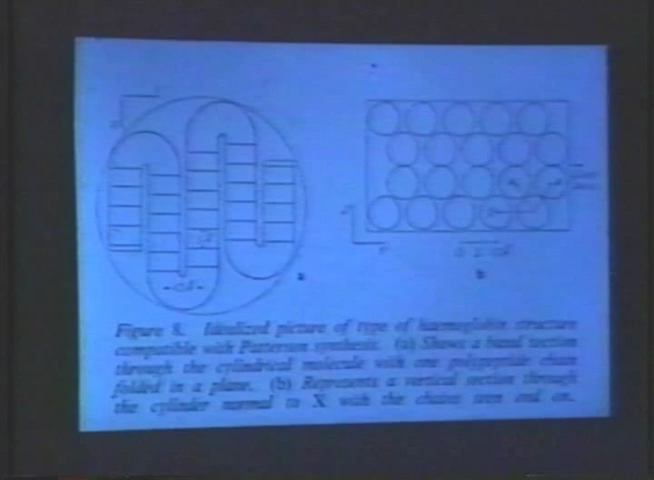 a
b
Figure 8. Idealized picture of type of haemoglobin structure
compatible with Patterson synthesis. (a) Shows a basal section
through the cylindrical molecule with one polypeptide chain
folded in a plane. (b) Represents a vertical section through
the cylinder normal to X with the chains seen end on.